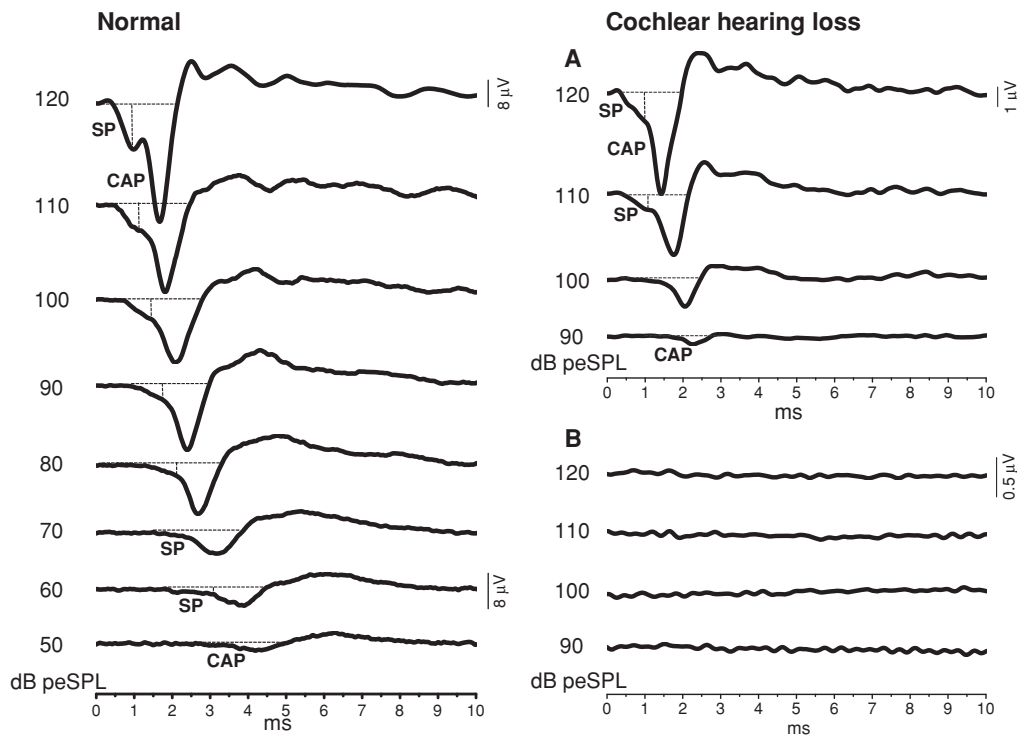 Normal
120
SP
CAP
8 µV
110
100
90
80
70
SP
60
SP
8 µV
50
CAP
dB peSPL
0 1 2 3 4 5 6 7 8 9 10
ms
Cochlear hearing loss
A
120
SP
CAP
1 µV
110
SP
100
90
CAP
dB peSPL
0 1 2 3 4 5 6 7 8 9 10
ms
B
120
0.5 µV
110
100
90
dB peSPL
0 1 2 3 4 5 6 7 8 9 10
ms